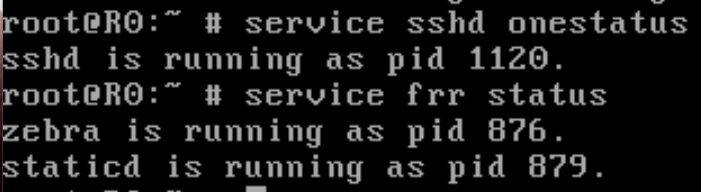 root@R0:~ # service sshd onestatus
sshd is running as pid 1120.
root@R0:~ # service frr status
zebra is running as pid 876.
staticd is running as pid 879.